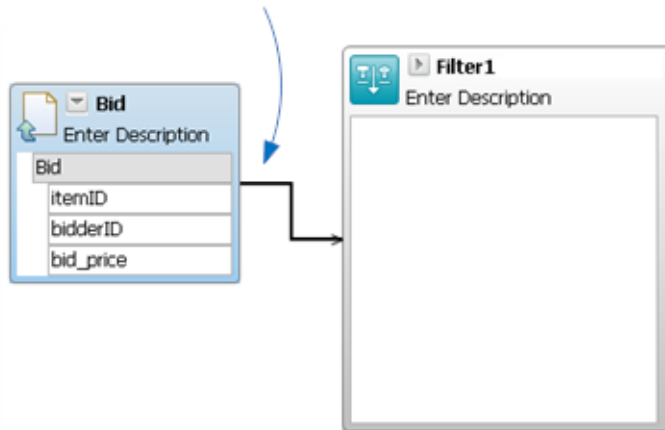 Bid
Enter Description
Bid
itemID
bidderID
bid_price
Filter1
Enter Description